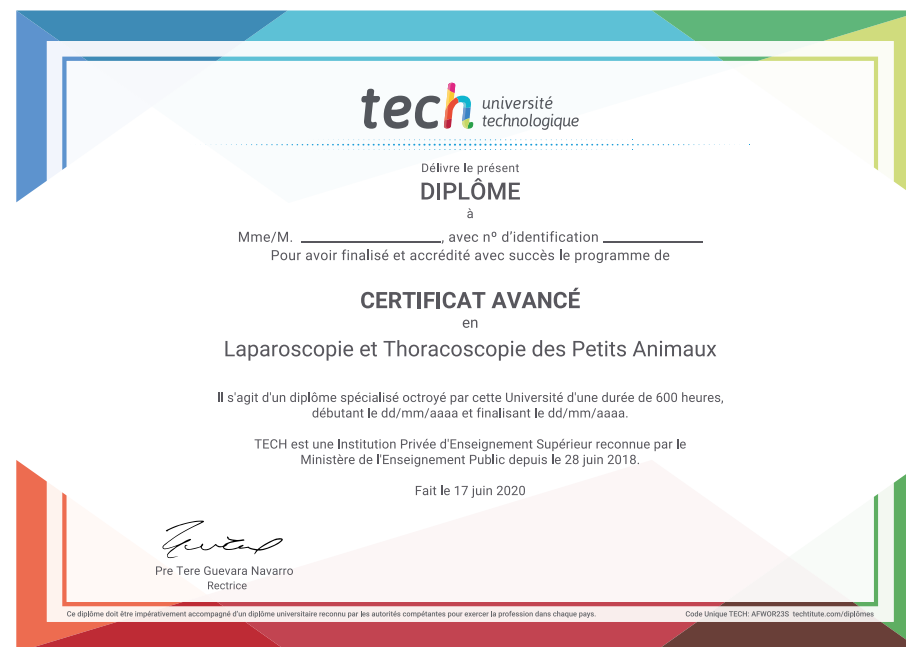 tech université
technologique
Délivre le présent
DIPLÔME
à
Mme/M. ____________________, avec nº d'identification ______________
Pour avoir finalisé et accrédité avec succès le programme de
CERTIFICAT AVANCÉ
en
Laparoscopie et Thoracoscopie des Petits Animaux
Il s'agit d'un diplôme spécialisé octroyé par cette Université d'une durée de 600 heures,
débutant le dd/mm/aaaa et finalisant le dd/mm/aaaa.
TECH est une Institution Privée d'Enseignement Supérieur reconnue par le
Ministère de l'Enseignement Public depuis le 28 juin 2018.
Fait le 17 juin 2020
Pre Tere Guevara Navarro
Rectrice
Ce diplôme doit être impérativement accompagné d'un diplôme universitaire reconnu par les autorités compétantes pour exercer la profession dans chaque pays.
Code Unique TECH: AFWOR23S techtitute.com/diplômes